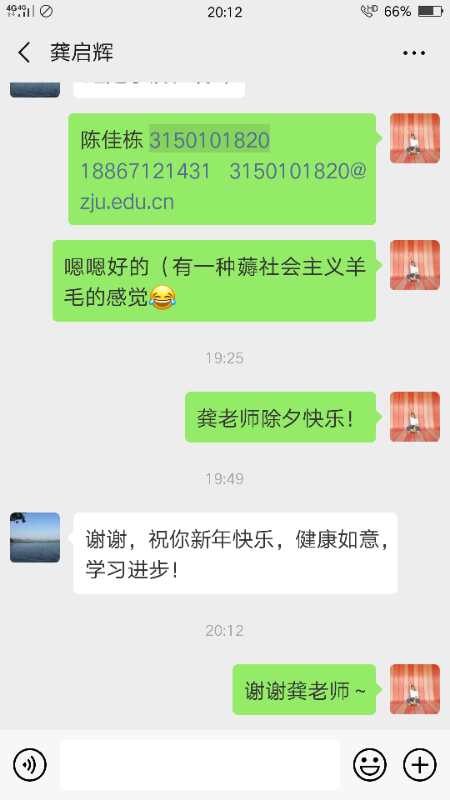 4G 4G
20:12
HD
66%
龚启辉
陈佳栋 3150101820
18867121431 3150101820@
zju.edu.cn
嗯嗯好的（有一种薅社会主义羊
毛的感觉😂
19:25
龚老师除夕快乐！
19:49
谢谢，祝你新年快乐，健康如意，
学习进步！
20:12
谢谢龚老师～